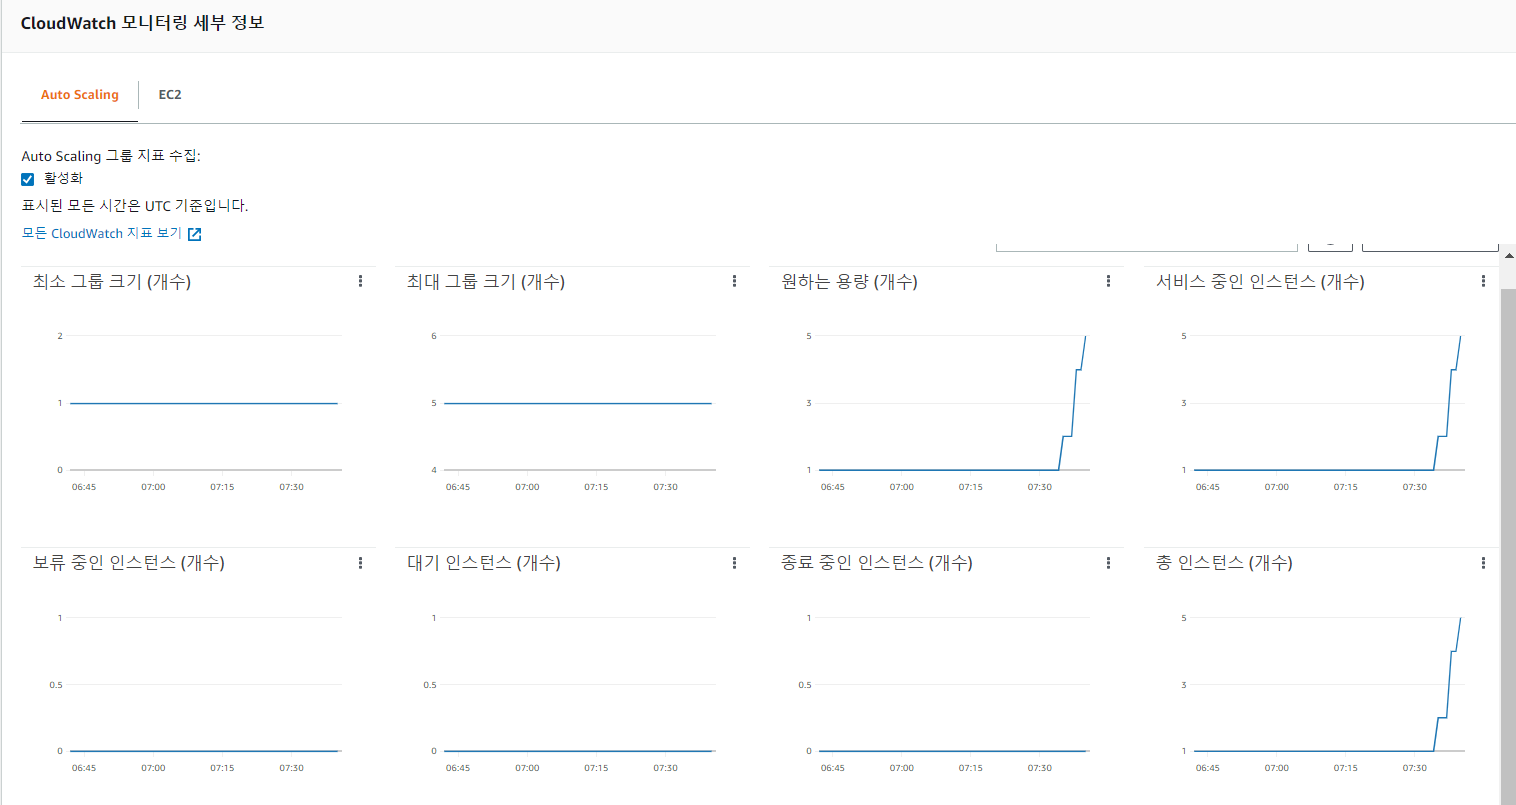 CloudWatch 모니터링 세부 정보
Auto Scaling
EC2
Auto Scaling 그룹 지표 수집:
활성화
표시된 모든 시간은 UTC 기준입니다.
모든 CloudWatch 지표 보기
최소 그룹 크기 (개수)
2
1
0
06:45 07:00 07:15 07:30
최대 그룹 크기 (개수)
6
5
4
06:45 07:00 07:15 07:30
원하는 용량 (개수)
5
3
1
06:45 07:00 07:15 07:30
서비스 중인 인스턴스 (개수)
5
3
1
06:45 07:00 07:15 07:30
보류 중인 인스턴스 (개수)
1
0.5
0
06:45 07:00 07:15 07:30
대기 인스턴스 (개수)
1
0.5
0
06:45 07:00 07:15 07:30
종료 중인 인스턴스 (개수)
1
0.5
0
06:45 07:00 07:15 07:30
총 인스턴스 (개수)
5
3
1
06:45 07:00 07:15 07:30